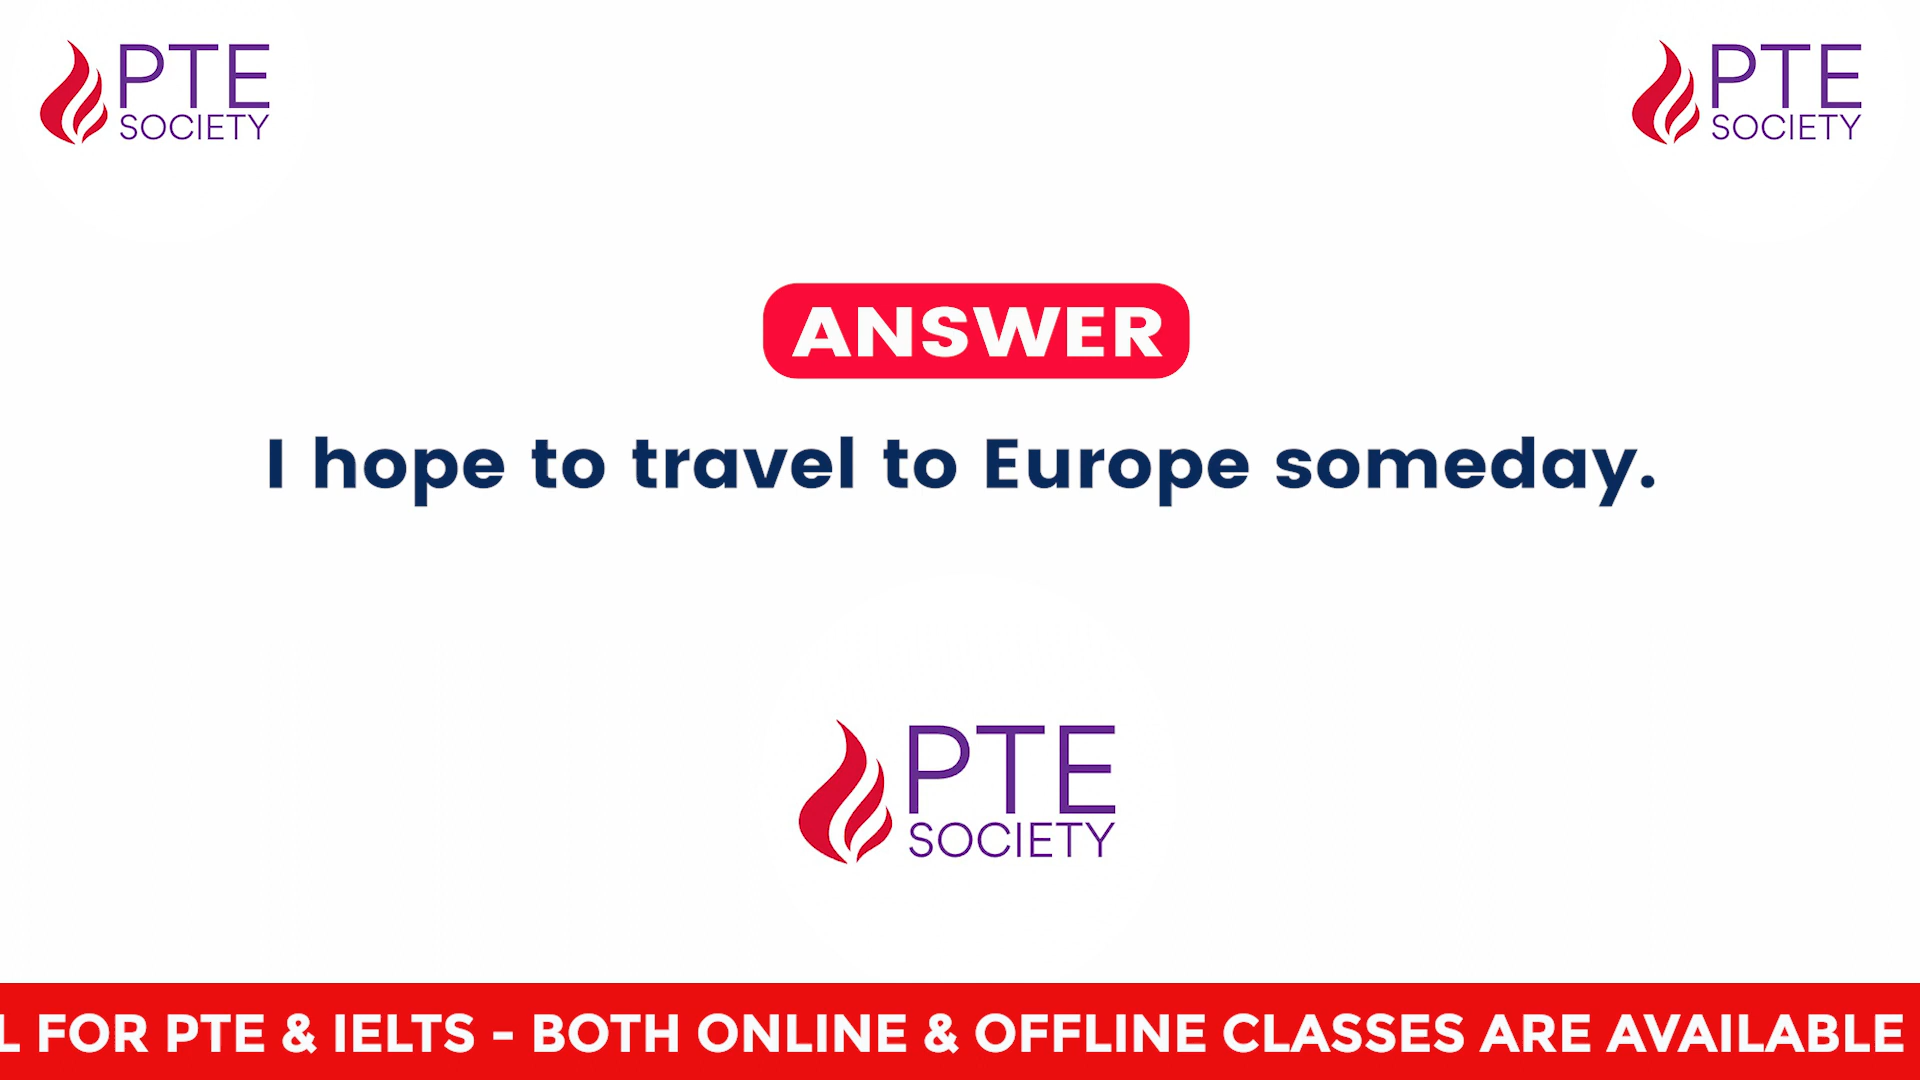 PTE
SOCIETY
PTE
SOCIETY
ANSWER
I hope to travel to Europe someday.
PTE
SOCIETY
L FOR PTE & IELTS - BOTH ONLINE & OFFLINE CLASSES ARE AVAILABLE